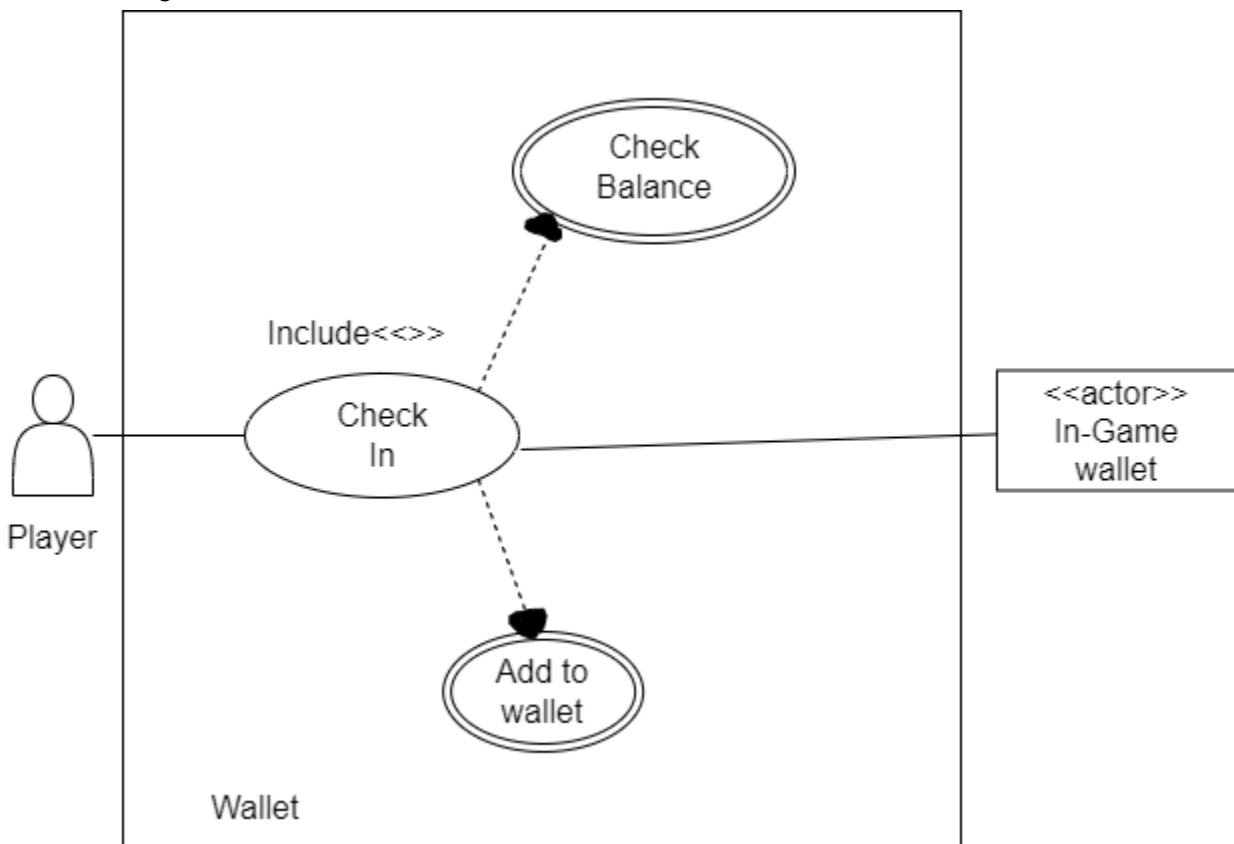 Check
Balance
Include<<>>
Check
In
<<actor>>
In-Game
wallet
Player
Add to
wallet
Wallet